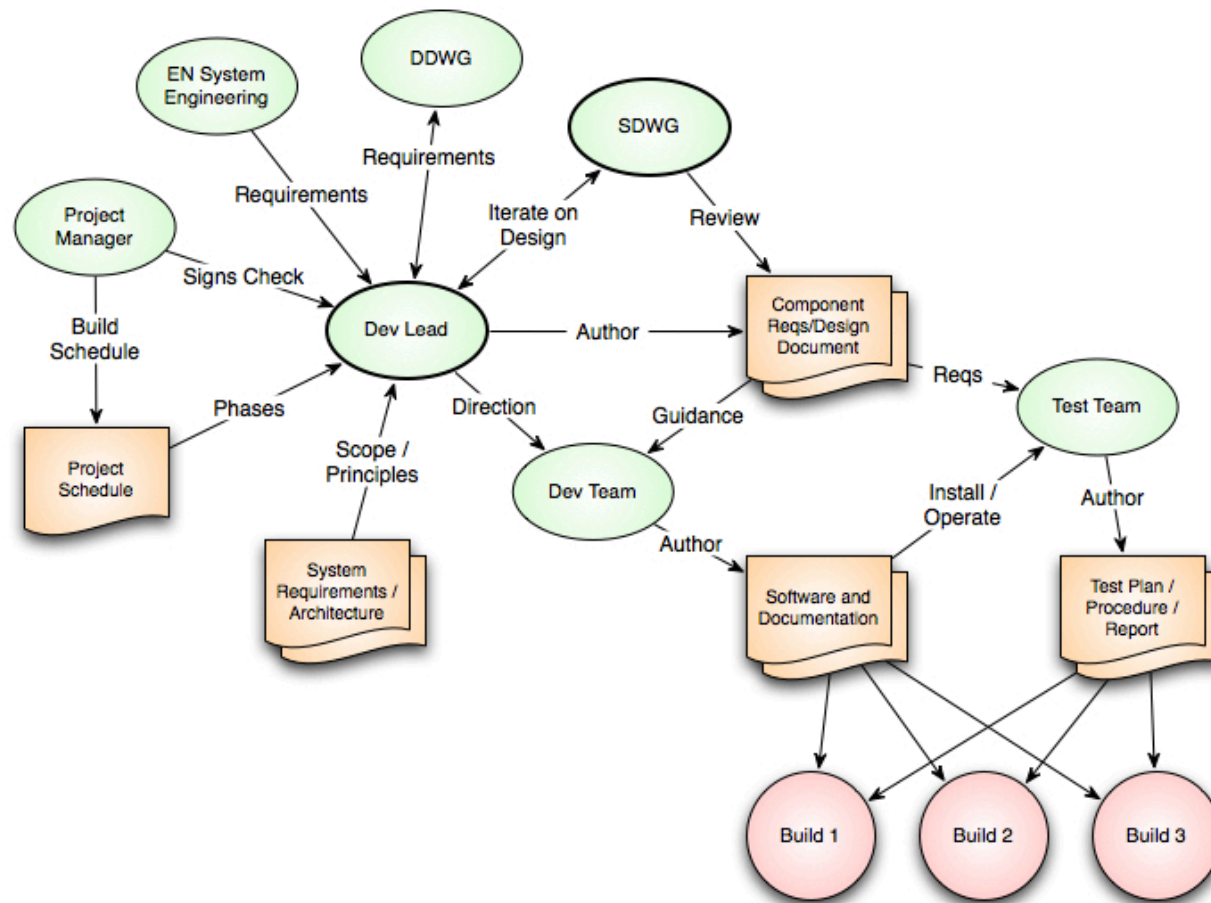 DDWG
EN System
Engineering
SDWG
Requirements
Requirements
Project
Manager
Iterate on
Design
Review
Signs Check
Build
Schedule
Dev Lead
Author
Component
Reqs/Design
Document
Reqs
Test Team
Phases
Direction
Guidance
Project
Schedule
Scope /
Principles
Dev Team
Install /
Operate
Author
Author
System
Requirements /
Architecture
Software and
Documentation
Test Plan /
Procedure /
Report
Build 1
Build 2
Build 3